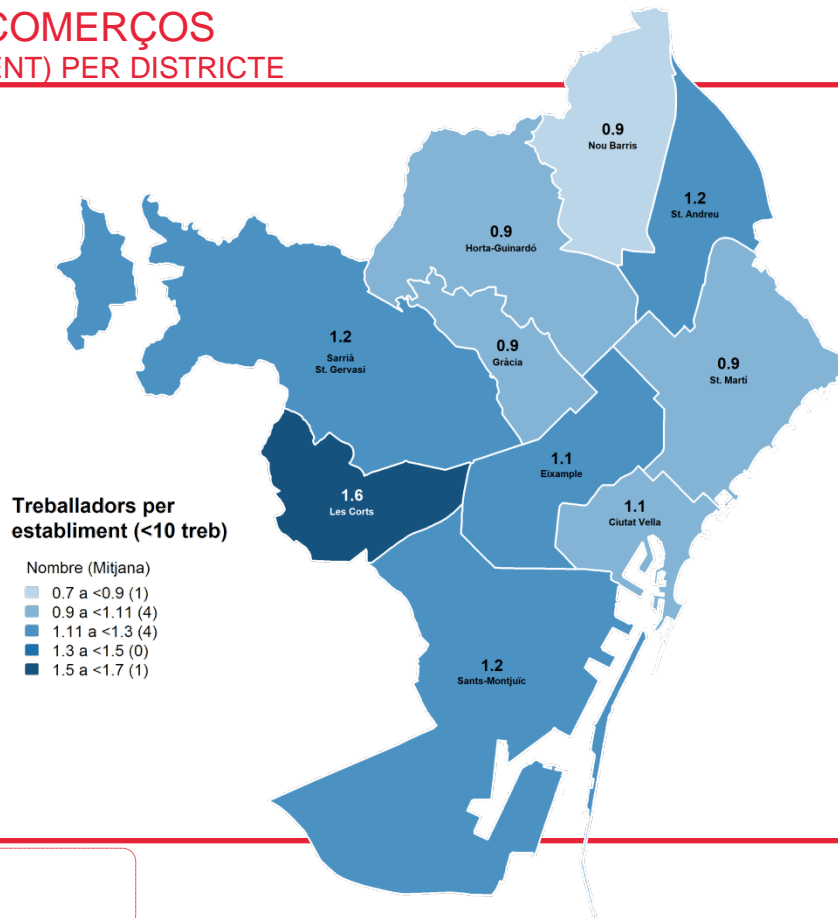 COMERÇOS
PER DISTRICTE
0.9
Nou Barris
1.2
St. Andreu
0.9
Horta-Guinardó
1.2
Sarrià
St. Gervasi
0.9
Gràcia
0.9
St. Martí
1.1
Eixample
1.6
Les Corts
1.1
Ciutat Vella
1.2
Sants-Montjuïc
Treballadors per
establiment (<10 treb)
Nombre (Mitjana)
0.7 a <0.9 (1)
0.9 a <1.11 (4)
1.11 a <1.3 (4)
1.3 a <1.5 (0)
1.5 a <1.7 (1)